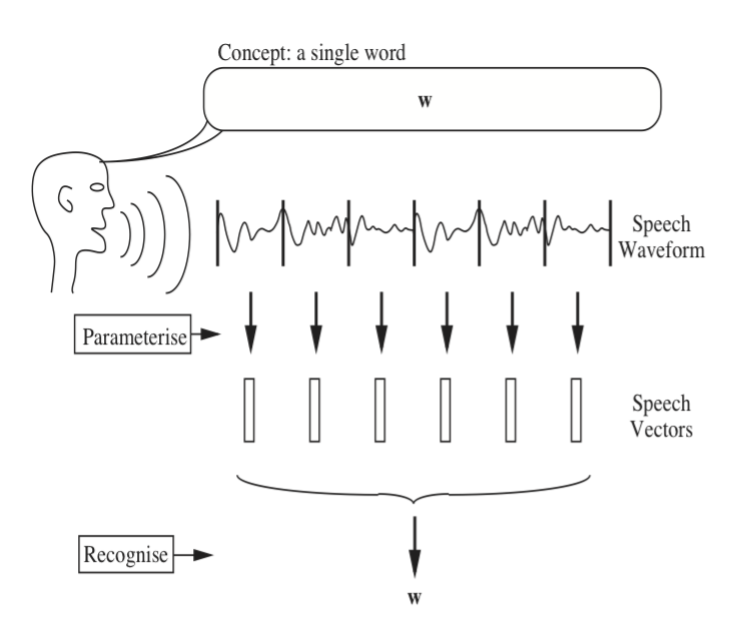 Concept: a single word
w
Speech
Waveform
Parameterise
Speech
Vectors
Recognise
w